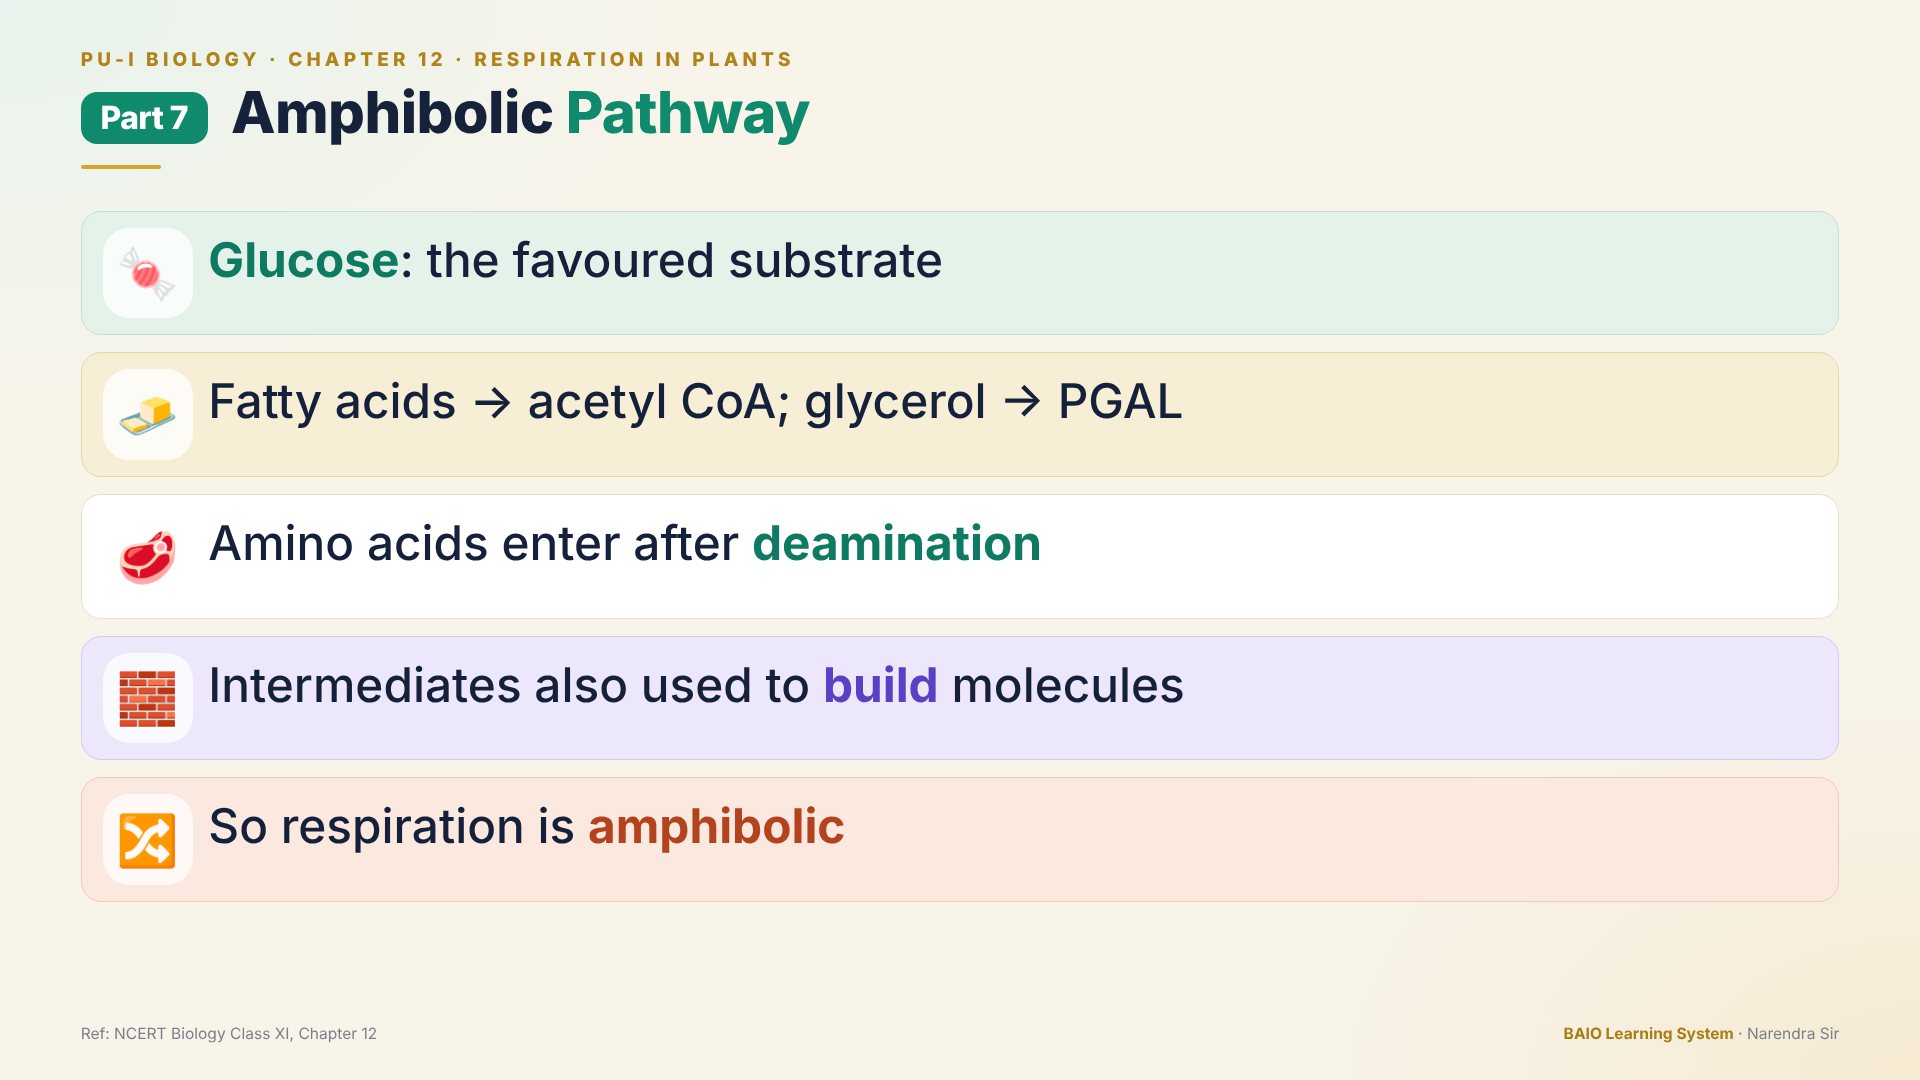 PU-I BIOLOGY · CHAPTER 12 · RESPIRATION IN PLANTS
Part 7 Amphibolic Pathway
Glucose: the favoured substrate
Fatty acids → acetyl CoA; glycerol → PGAL
Amino acids enter after deamination
Intermediates also used to build molecules
So respiration is amphibolic
Ref: NCERT Biology Class XI, Chapter 12
BAIO Learning System · Narendra Sir